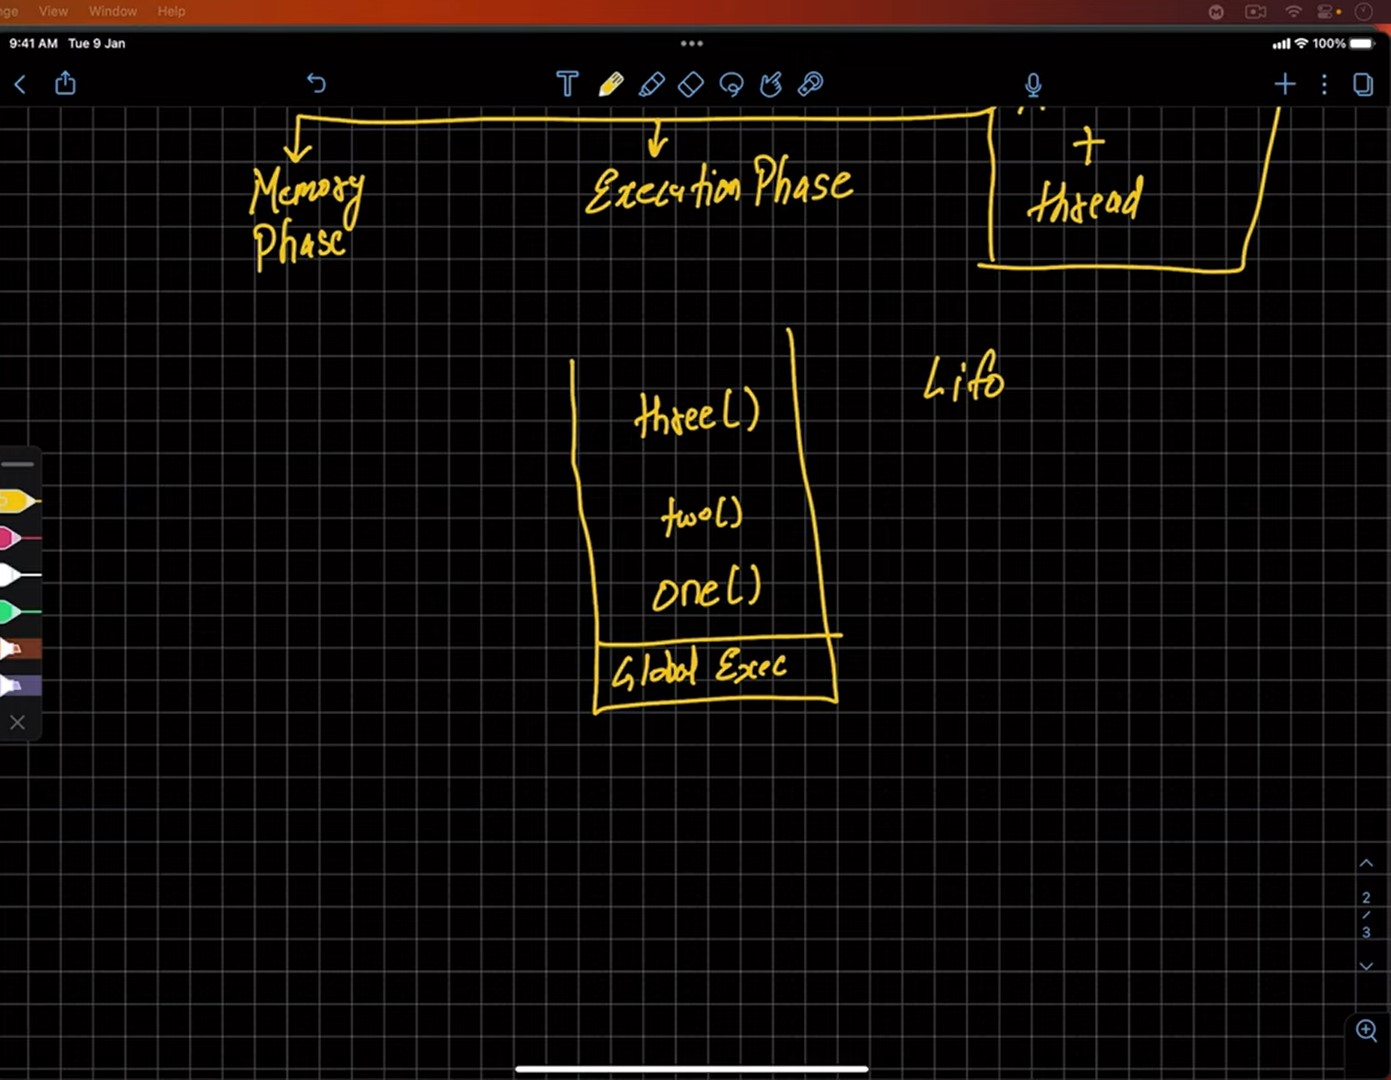 nge View Window Help
9:41 AM Tue 9 Jan
100%
T
+
Memory
Phase
Execution Phase
thread
Lifo
three()
two()
one()
Global Exec
2
/
3